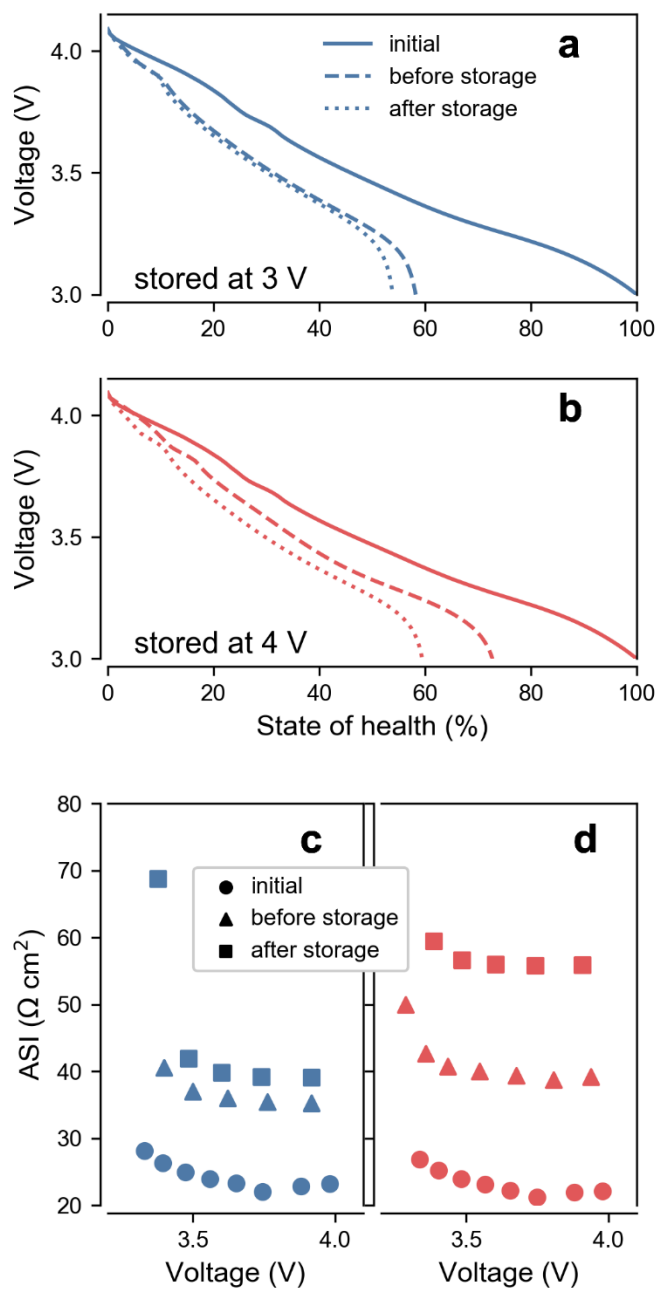 a
initial
before storage
after storage
Voltage (V)
4.0
3.5
3.0
stored at 3 V
0 20 40 60 80 100
b
Voltage (V)
4.0
3.5
3.0
stored at 4 V
0 20 40 60 80 100
State of health (%)
c d
initial
before storage
after storage
ASI (Ω cm²)
80
70
60
50
40
30
20
3.5 4.0 3.5 4.0
Voltage (V) Voltage (V)